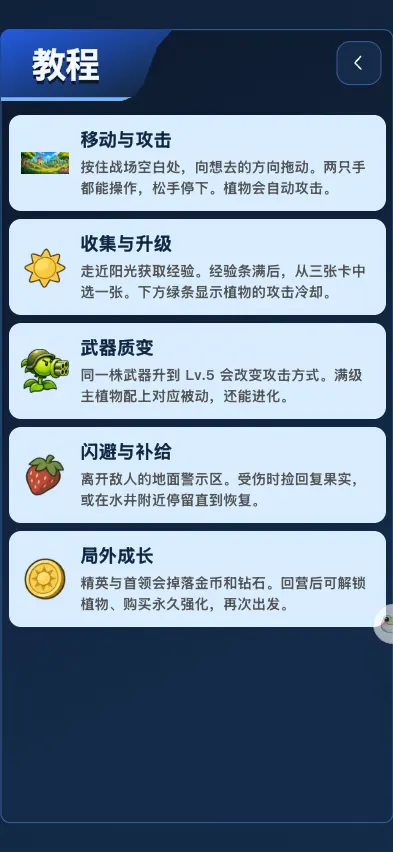 教程
移动与攻击
按住战场空白处，向想去的方向拖动。两只手
都能操作，松手停下。植物会自动攻击。
收集与升级
走近阳光获取经验。经验条满后，从三张卡中
选一张。下方绿条显示植物的攻击冷却。
武器质变
同一株武器升到 Lv.5 会改变攻击方式。满级
主植物配上对应被动，还能进化。
闪避与补给
离开敌人的地面警示区。受伤时捡回复果实，
或在水井附近停留直到恢复。
局外成长
精英与首领会掉落金币和钻石。回营后可解锁
植物、购买永久强化，再次出发。